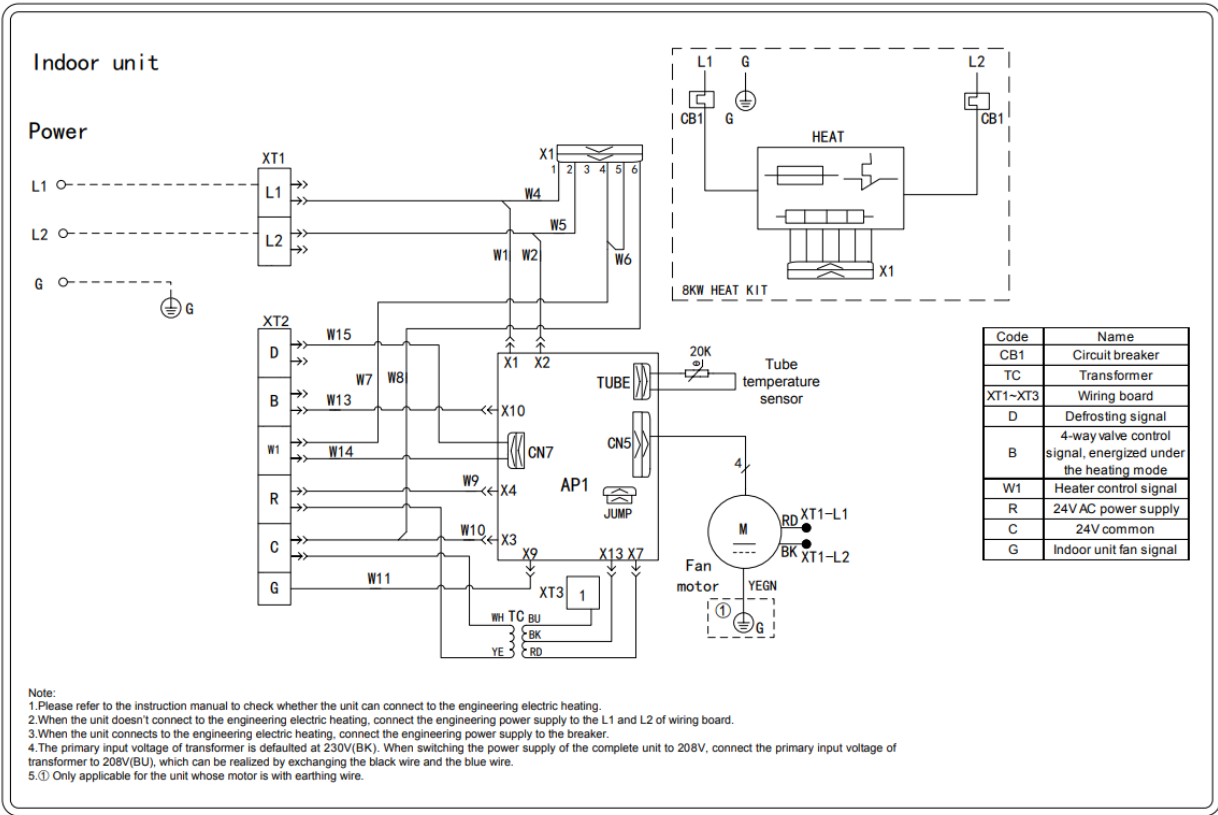 Indoor unit
Power
L1
L2
G
G
XT1
L1
L2
X1
1 2 3 4 5 6
W4
W5
W1
W2
W6
XT2
D
B
W1
R
C
G
W15
W7
W8
W13
W14
W9
W10
W11
X1 X2
X10
CN7
X4
X3
X9
X13 X7
TUBE
CN5
AP1
JUMP
20K
Tube
temperature
sensor
4
M
Fan
motor
RD XT1-L1
BK XT1-L2
YEGN
①
G
XT3
1
WH TC BU
BK
YE RD
L1 G L2
CB1
G
CB1
HEAT
X1
8KW HEAT KIT
Code Name
CB1 Circuit breaker
TC Transformer
XT1~XT3 Wiring board
D Defrosting signal
B 4-way valve control
signal, energized under
the heating mode
W1 Heater control signal
R 24V AC power supply
C 24V common
G Indoor unit fan signal
Note:
1.Please refer to the instruction manual to check whether the unit can connect to the engineering electric heating.
2.When the unit doesn't connect to the engineering electric heating, connect the engineering power supply to the L1 and L2 of wiring board.
3.When the unit connects to the engineering electric heating, connect the engineering power supply to the breaker.
4.The primary input voltage of transformer is defaulted at 230V(BK). When switching the power supply of the complete unit to 208V, connect the primary input voltage of
transformer to 208V(BU), which can be realized by exchanging the black wire and the blue wire.
5.① Only applicable for the unit whose motor is with earthing wire.